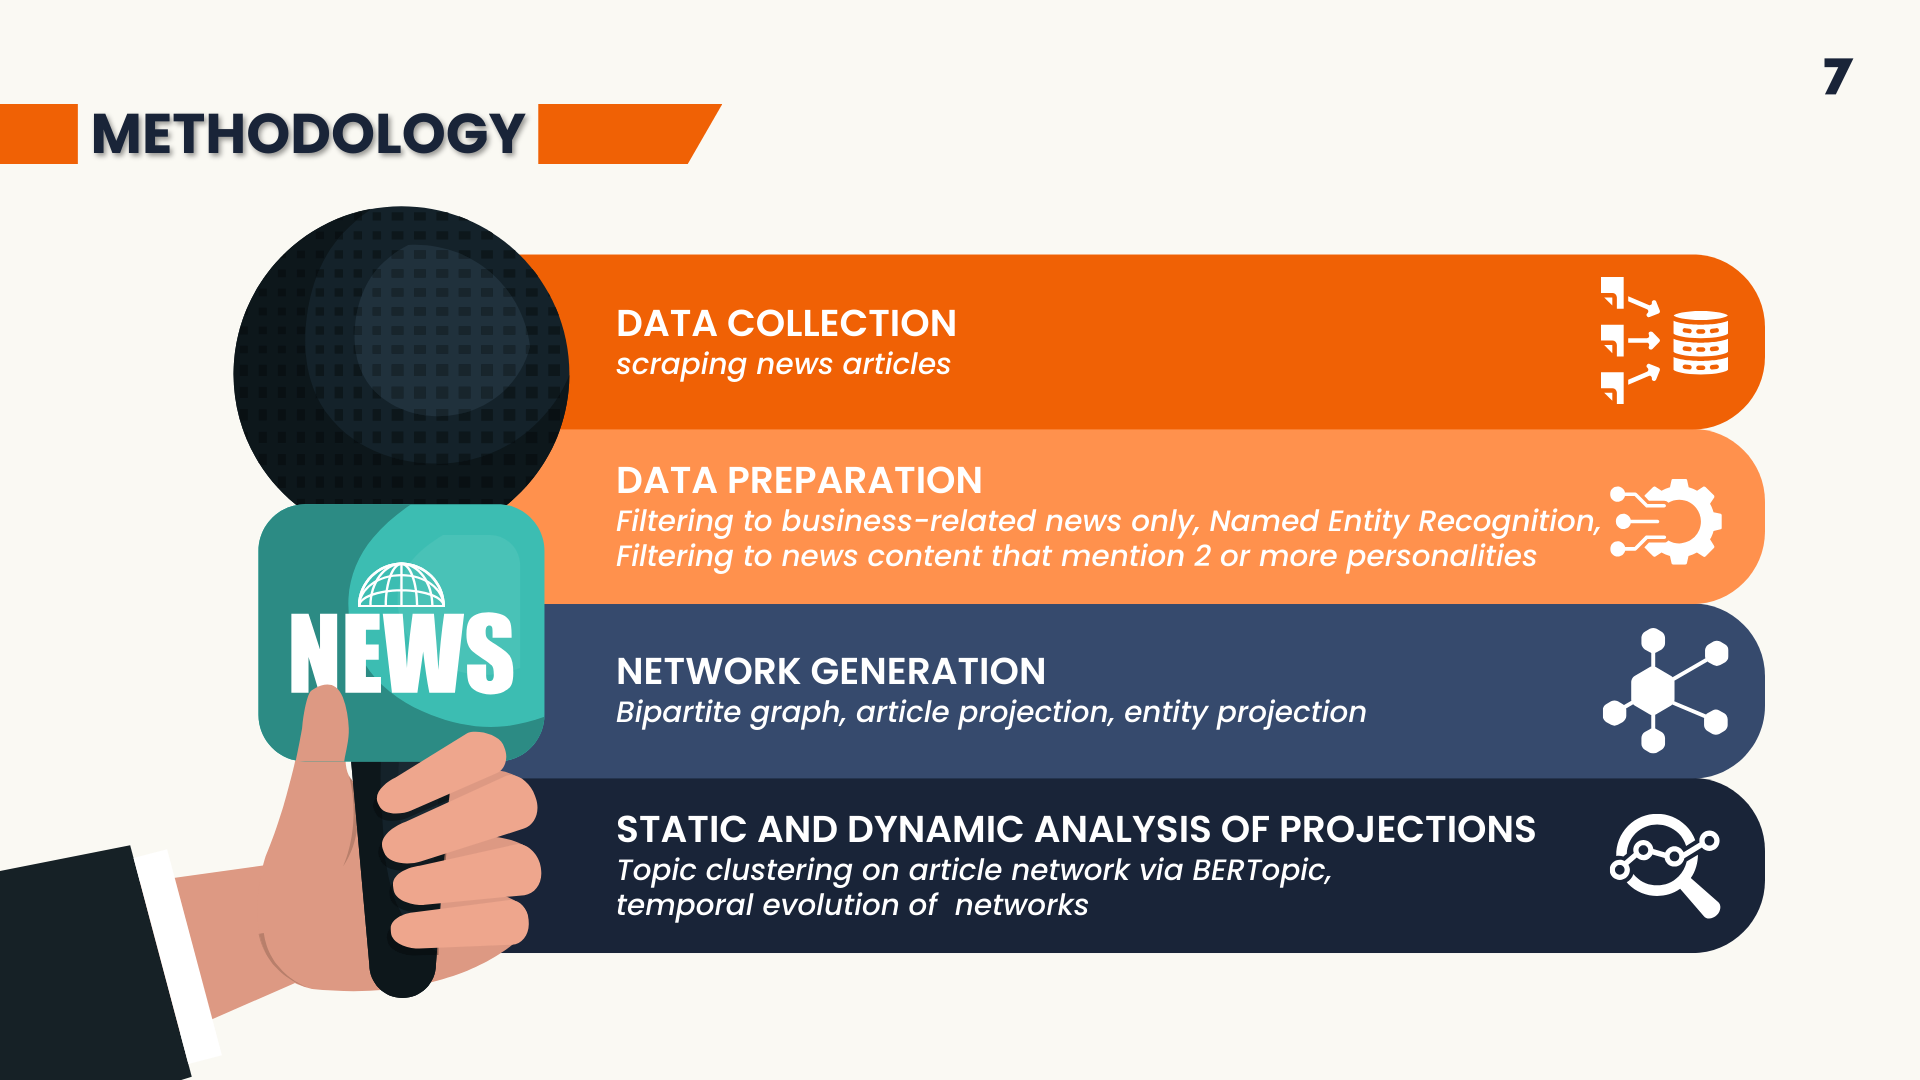 7
METHODOLOGY
DATA COLLECTION
scraping news articles
DATA PREPARATION
Filtering to business-related news only, Named Entity Recognition,
Filtering to news content that mention 2 or more personalities
NEWS
NETWORK GENERATION
Bipartite graph, article projection, entity projection
STATIC AND DYNAMIC ANALYSIS OF PROJECTIONS
Topic clustering on article network via BERTopic,
temporal evolution of  networks